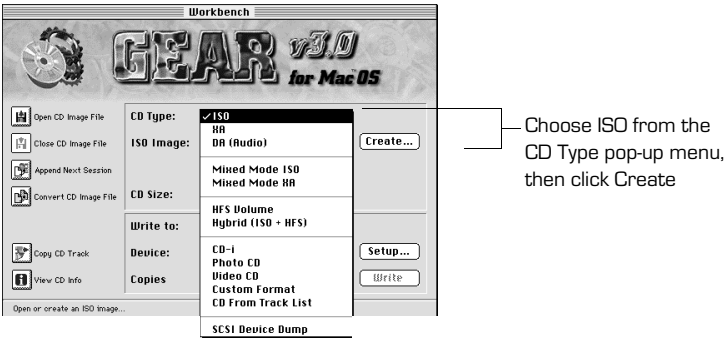 Workbench
GEAR v3.0
for Mac OS
Open CD Image File
Close CD Image File
Append Next Session
Convert CD Image File
Copy CD Track
View CD Info
CD Type:
ISO Image:
CD Size:
Write to:
Device:
Copies
✓ISO
XA
DA (Audio)
Mixed Mode ISO
Mixed Mode XA
HFS Volume
Hybrid (ISO + HFS)
CD-i
Photo CD
Video CD
Custom Format
CD From Track List
SCSI Device Dump
Create...
Setup...
Write
Open or create an ISO image...
Choose ISO from the
CD Type pop-up menu,
then click Create